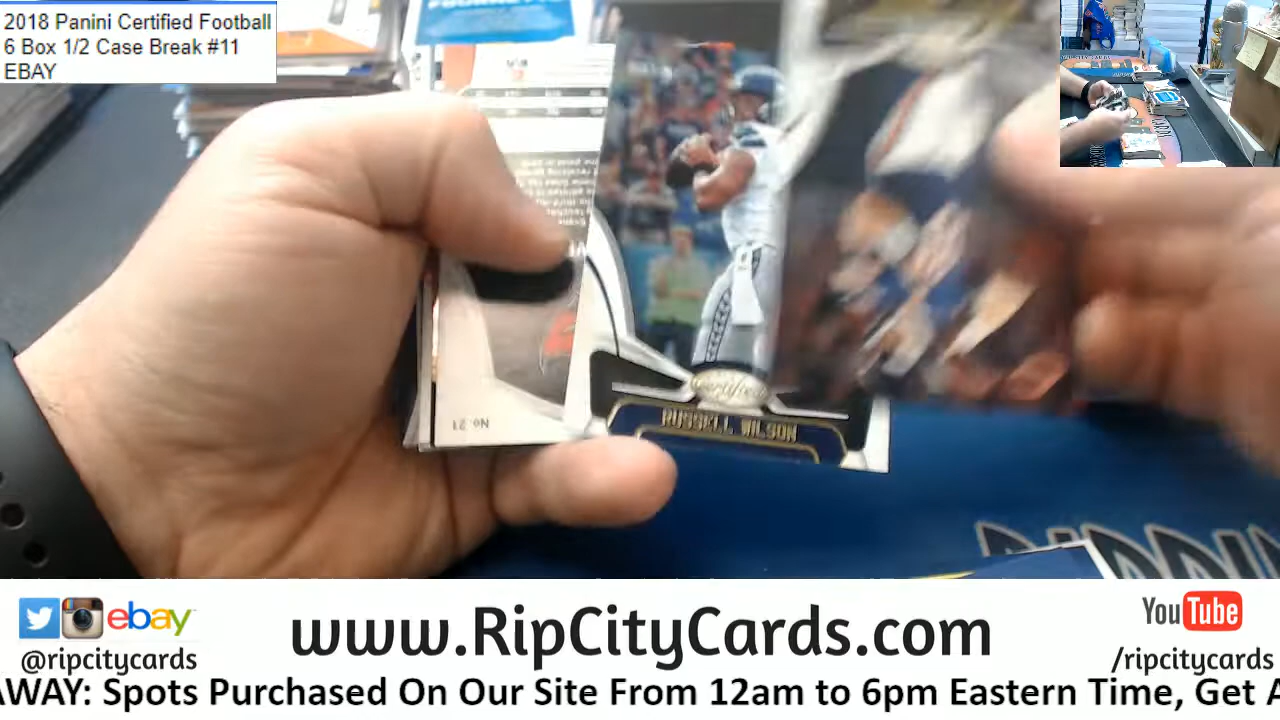 2018 Panini Certified Football
6 Box 1/2 Case Break #11
EBAY
Certified
RUSSELL WILSON
No. 21
ebay
www.RipCityCards.com
YouTube
@ripcitycards
/ripcitycards
AWAY: Spots Purchased On Our Site From 12am to 6pm Eastern Time, Get A